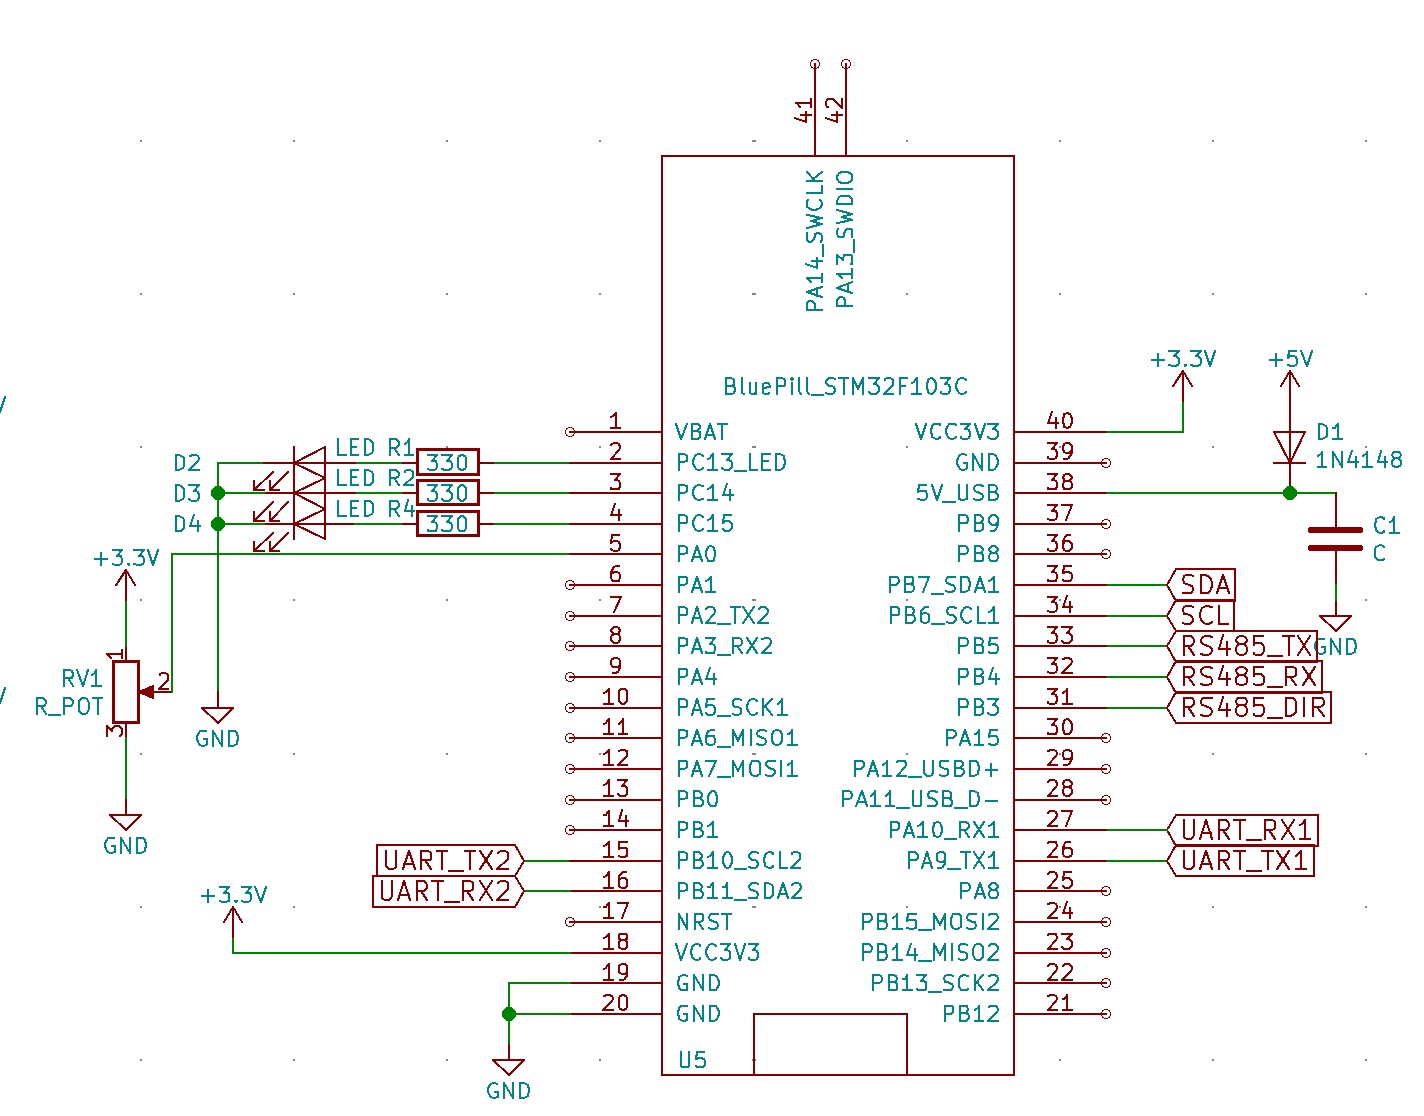 41
42
PA14_SWCLK
PA13_SWDIO
BluePill_STM32F103C
+3.3V
+5V
1 VBAT
VCC3V3 40
D2 LED R1 330 2 PC13_LED
GND 39
D3 LED R2 330 3 PC14
5V_USB 38
D4 LED R4 330 4 PC15
PB9 37
D1
1N4148
5 PA0
PB8 36
C1
C
6 PA1
PB7_SDA1 35 SDA
7 PA2_TX2
PB6_SCL1 34 SCL
8 PA3_RX2
PB5 33 RS485_TX
GND
9 PA4
PB4 32 RS485_RX
10 PA5_SCK1
PB3 31 RS485_DIR
11 PA6_MISO1
PA15 30
12 PA7_MOSI1
PA12_USBD+ 29
13 PB0
PA11_USB_D- 28
14 PB1
PA10_RX1 27 UART_RX1
UART_TX2 15 PB10_SCL2
PA9_TX1 26 UART_TX1
UART_RX2 16 PB11_SDA2
PA8 25
17 NRST
PB15_MOSI2 24
18 VCC3V3
PB14_MISO2 23
19 GND
PB13_SCK2 22
20 GND
PB12 21
U5
+3.3V
1
RV1
R_POT
2
3
GND
GND
+3.3V
GND
V
V